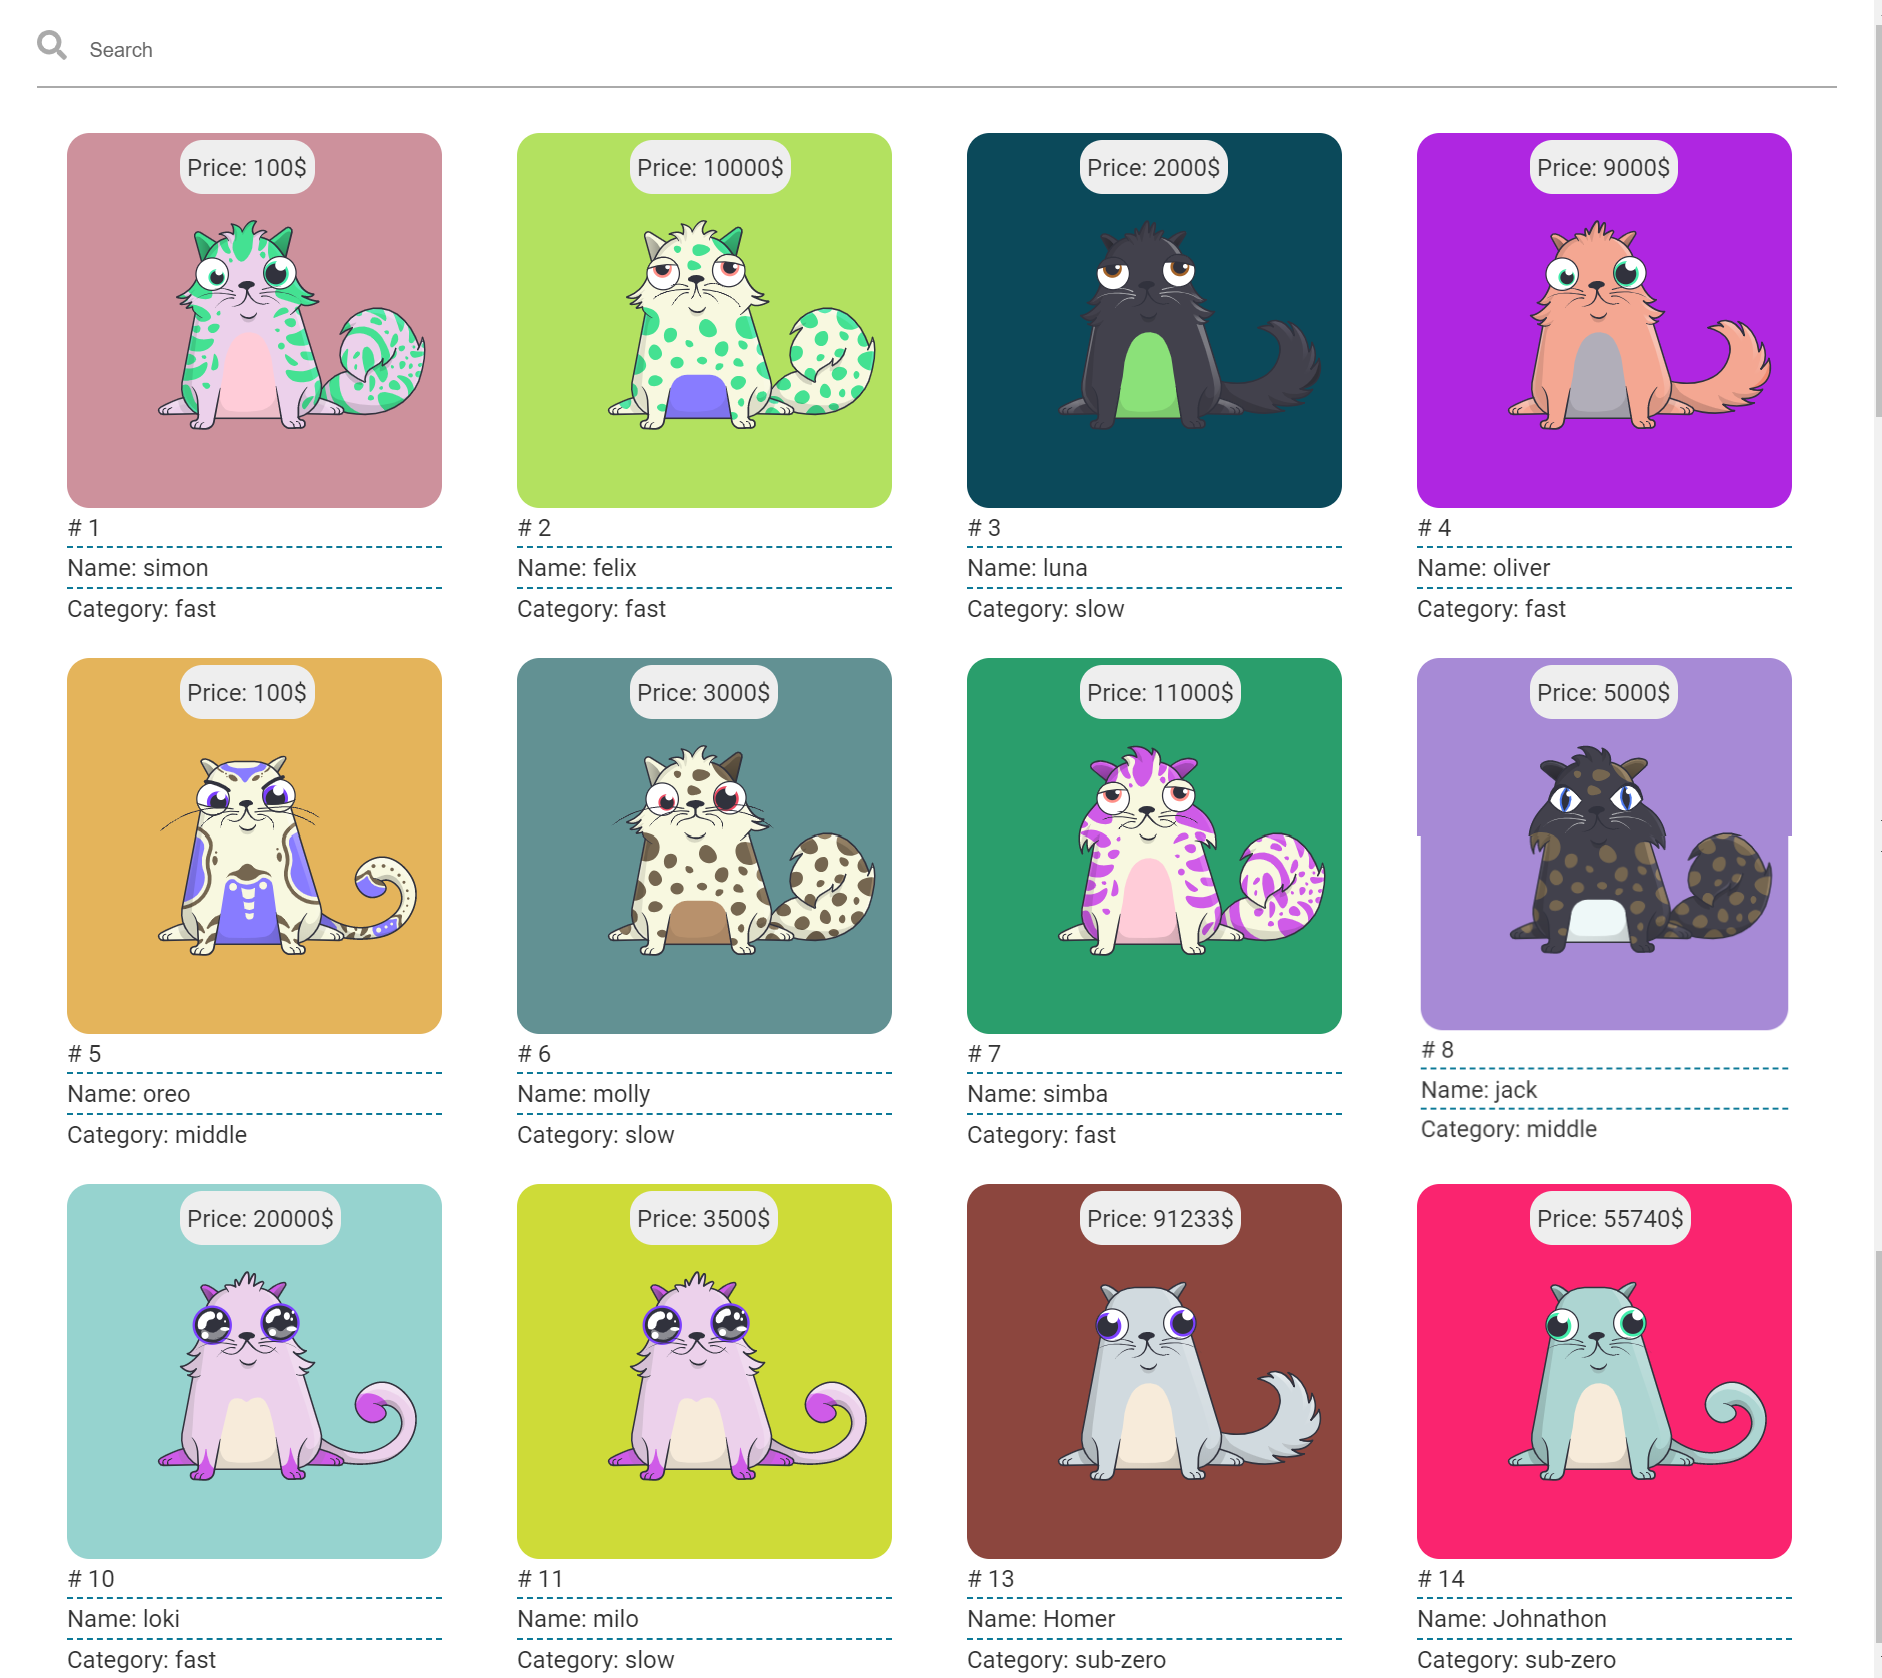 Search
Price: 100$
Price: 10000$
Price: 2000$
Price: 9000$
# 1
# 2
# 3
# 4
Name: simon
Name: felix
Name: luna
Name: oliver
Category: fast
Category: fast
Category: slow
Category: fast
Price: 100$
Price: 3000$
Price: 11000$
Price: 5000$
# 5
# 6
# 7
# 8
Name: oreo
Name: molly
Name: simba
Name: jack
Category: middle
Category: slow
Category: fast
Category: middle
Price: 20000$
Price: 3500$
Price: 91233$
Price: 55740$
# 10
# 11
# 13
# 14
Name: loki
Name: milo
Name: Homer
Name: Johnathon
Category: fast
Category: slow
Category: sub-zero
Category: sub-zero